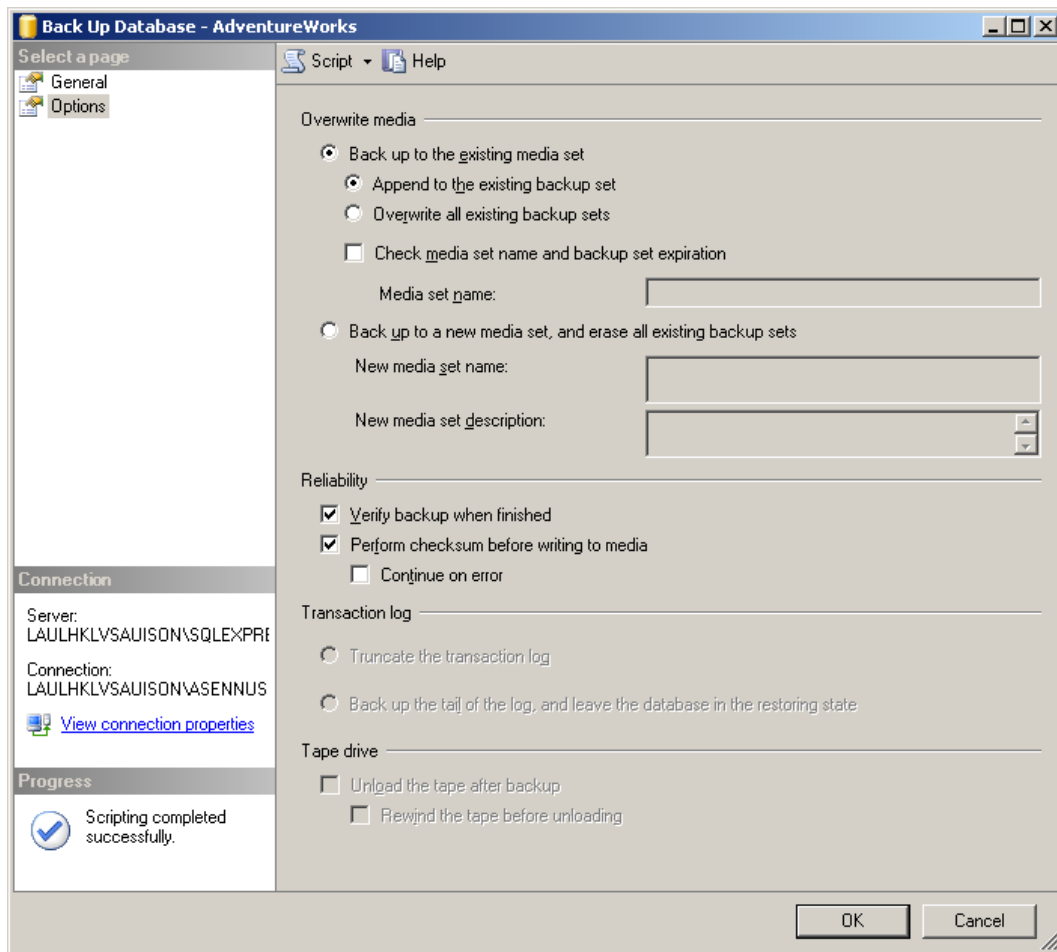 Back Up Database - AdventureWorks
Select a page
General
Options
Script
Help
Overwrite media
Back up to the existing media set
Append to the existing backup set
Overwrite all existing backup sets
Check media set name and backup set expiration
Media set name:
Back up to a new media set, and erase all existing backup sets
New media set name:
New media set description:
Reliability
Verify backup when finished
Perform checksum before writing to media
Continue on error
Transaction log
Truncate the transaction log
Back up the tail of the log, and leave the database in the restoring state
Tape drive
Unload the tape after backup
Rewind the tape before unloading
Connection
Server:
LAULHKLVSAUISON\SQLEXPRE
Connection:
LAULHKLVSAUISON\ASENNUS
View connection properties
Progress
Scripting completed
successfully.
OK
Cancel